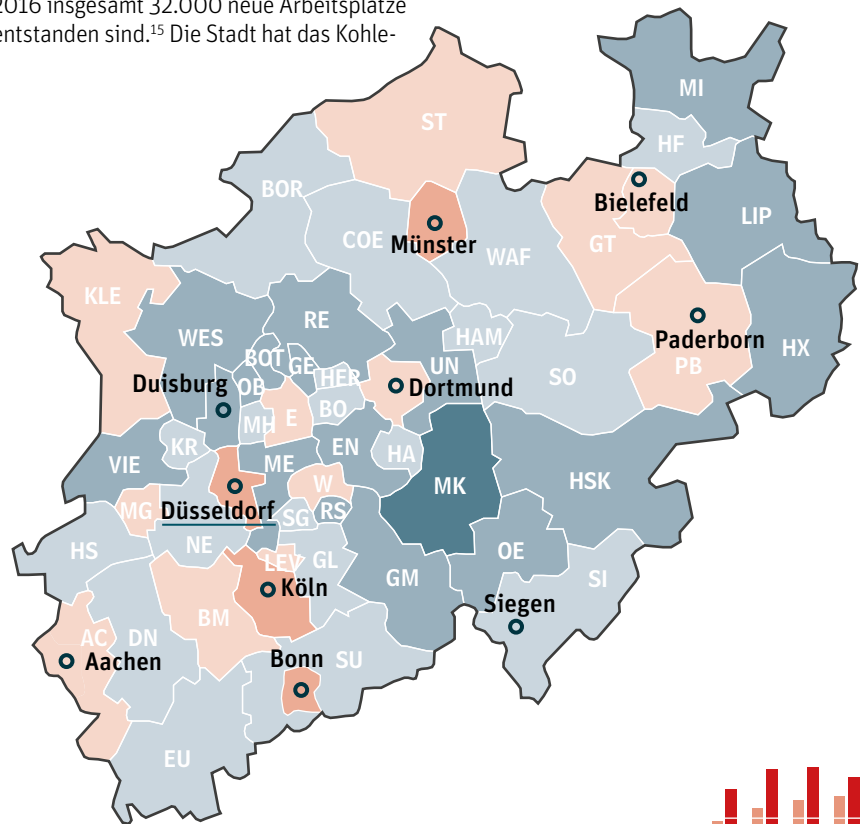 2016 insgesamt 32.000 neue Arbeitsplätze
entstanden sind.¹⁵ Die Stadt hat das Kohle-
MI
ST
HF
BOR
Bielefeld
LIP
COE
Münster
WAF
GT
KLE
RE
WES
HAM
Paderborn
HX
BOT
GE
UN
PB
Duisburg
OB
HER
Dortmund
SO
MH
E
BO
KR
EN
HA
VIE
ME
MK
HSK
W
MG
Düsseldorf
SG
RS
HS
NE
OE
LEV
GL
GM
SI
Köln
BM
Siegen
AC
DN
Aachen
Bonn
SU
EU